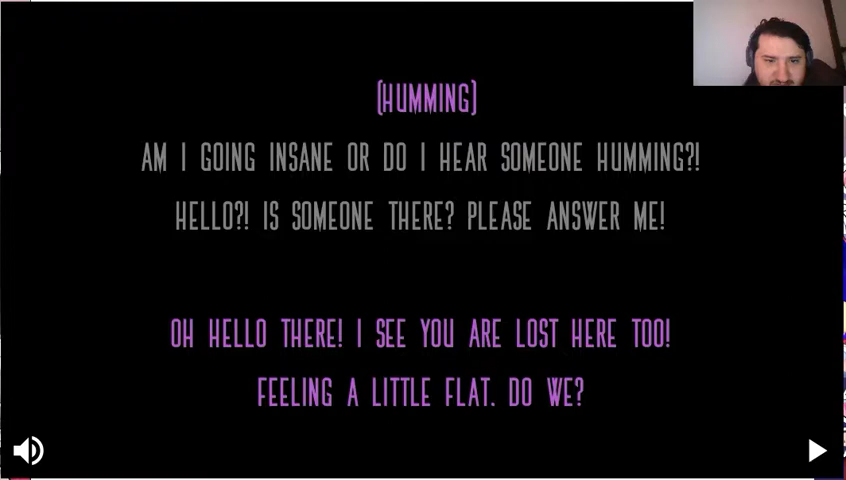 (HUMMING)
AM I GOING INSANE OR DO I HEAR SOMEONE HUMMING?!
HELLO?! IS SOMEONE THERE? PLEASE ANSWER ME!
OH HELLO THERE! I SEE YOU ARE LOST HERE TOO!
FEELING A LITTLE FLAT. DO WE?